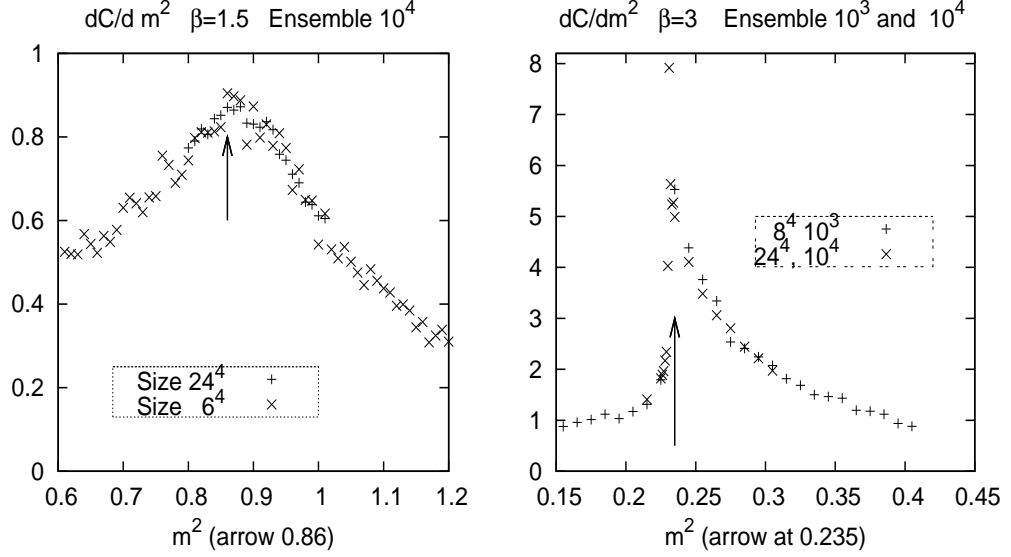 dC/d m² β=1.5 Ensemble 10⁴
1
0.8
0.6
0.4
0.2
0
Size 24⁴
Size 6⁴
0.6 0.7 0.8 0.9 1 1.1 1.2
m² (arrow 0.86)
dC/dm² β=3 Ensemble 10³ and 10⁴
8
7
6
5
4
3
2
1
0
8⁴ 10³
24⁴, 10⁴
0.15 0.2 0.25 0.3 0.35 0.4 0.45
m² (arrow at 0.235)